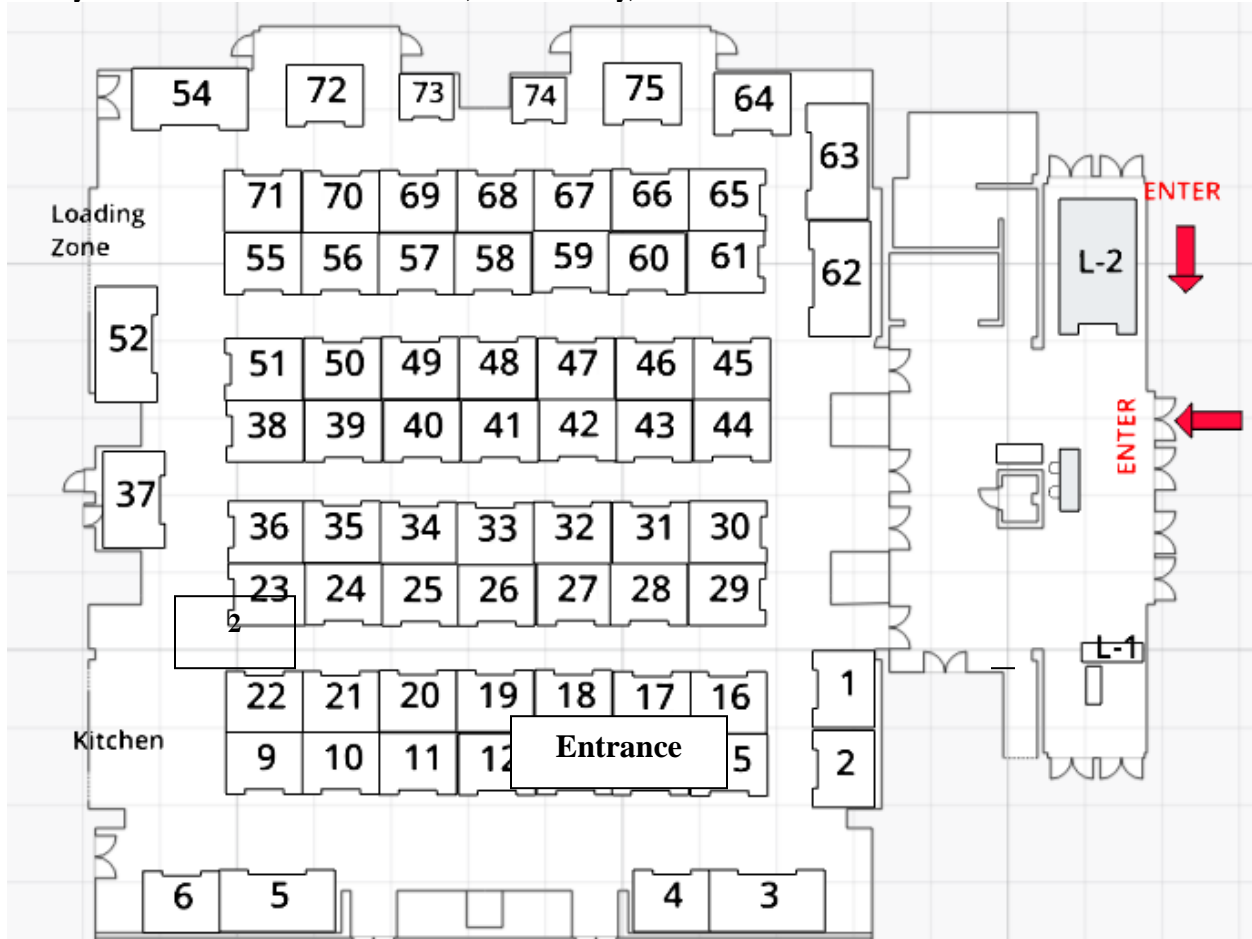 54 72 73 74 75 64
63
ENTER
71 70 69 68 67 66 65
Loading
Zone
55 56 57 58 59 60 61
62
L-2
52
51 50 49 48 47 46 45
38 39 40 41 42 43 44
ENTER
37
36 35 34 33 32 31 30
23 24 25 26 27 28 29
2
L-1
22 21 20 19 18 17 16
1
Kitchen
9 10 11 12 Entrance 5
2
6 5 4 3